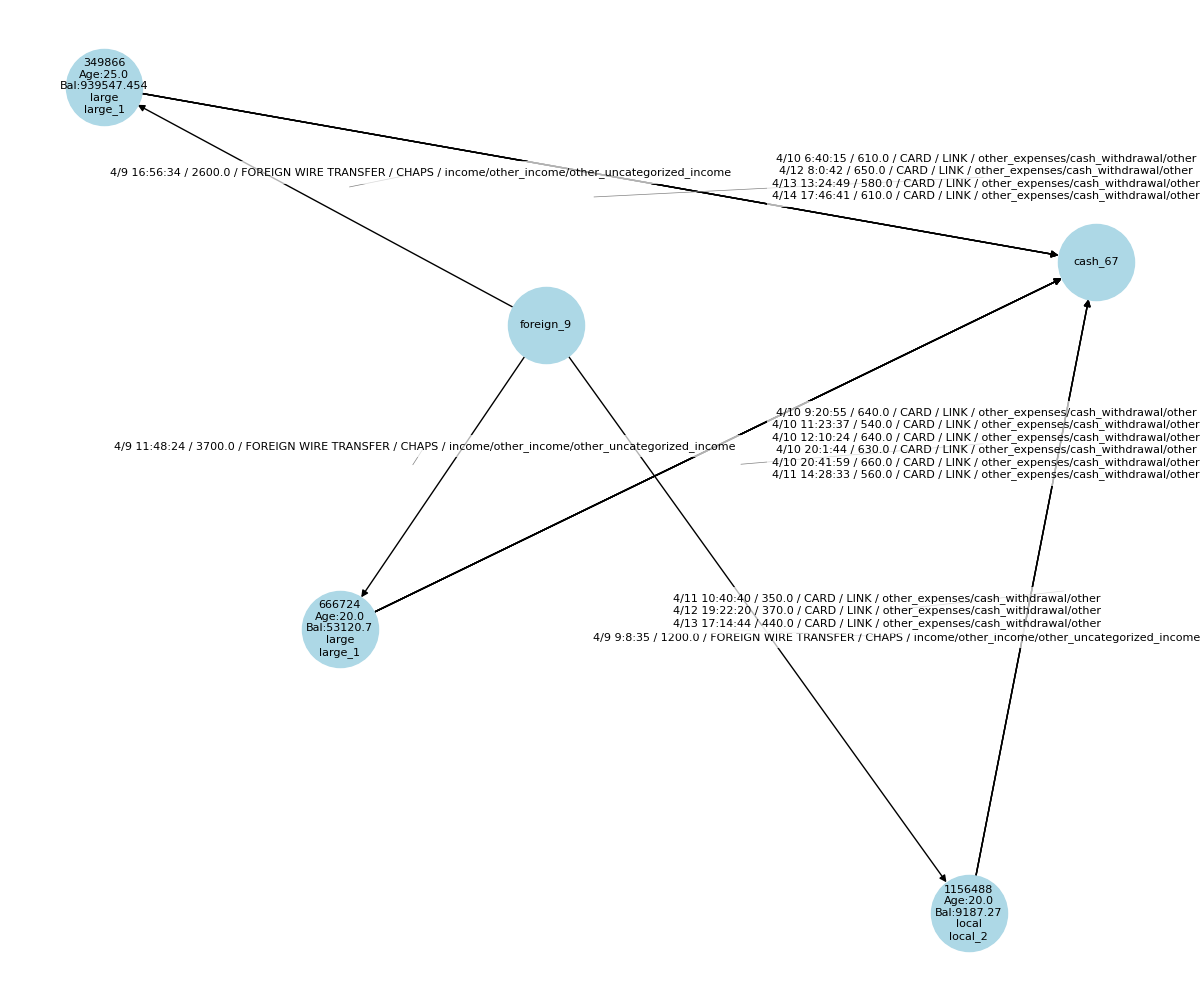 349866
Age:25.0
Bal:939547.454
large
large_1
4/9 16:56:34 / 2600.0 / FOREIGN WIRE TRANSFER / CHAPS / income/other_income/other_uncategorized_income
4/10 6:40:15 / 610.0 / CARD / LINK / other_expenses/cash_withdrawal/other
4/12 8:0:42 / 650.0 / CARD / LINK / other_expenses/cash_withdrawal/other
4/13 13:24:49 / 580.0 / CARD / LINK / other_expenses/cash_withdrawal/other
4/14 17:46:41 / 610.0 / CARD / LINK / other_expenses/cash_withdrawal/other
cash_67
foreign_9
4/9 11:48:24 / 3700.0 / FOREIGN WIRE TRANSFER / CHAPS / income/other_income/other_uncategorized_income
4/10 9:20:55 / 640.0 / CARD / LINK / other_expenses/cash_withdrawal/other
4/10 11:23:37 / 540.0 / CARD / LINK / other_expenses/cash_withdrawal/other
4/10 12:10:24 / 640.0 / CARD / LINK / other_expenses/cash_withdrawal/other
4/10 20:1:44 / 630.0 / CARD / LINK / other_expenses/cash_withdrawal/other
4/10 20:41:59 / 660.0 / CARD / LINK / other_expenses/cash_withdrawal/other
4/11 14:28:33 / 560.0 / CARD / LINK / other_expenses/cash_withdrawal/other
666724
Age:20.0
Bal:53120.7
large
large_1
4/11 10:40:40 / 350.0 / CARD / LINK / other_expenses/cash_withdrawal/other
4/12 19:22:20 / 370.0 / CARD / LINK / other_expenses/cash_withdrawal/other
4/13 17:14:44 / 440.0 / CARD / LINK / other_expenses/cash_withdrawal/other
4/9 9:8:35 / 1200.0 / FOREIGN WIRE TRANSFER / CHAPS / income/other_income/other_uncategorized_income
1156488
Age:20.0
Bal:9187.27
local
local_2